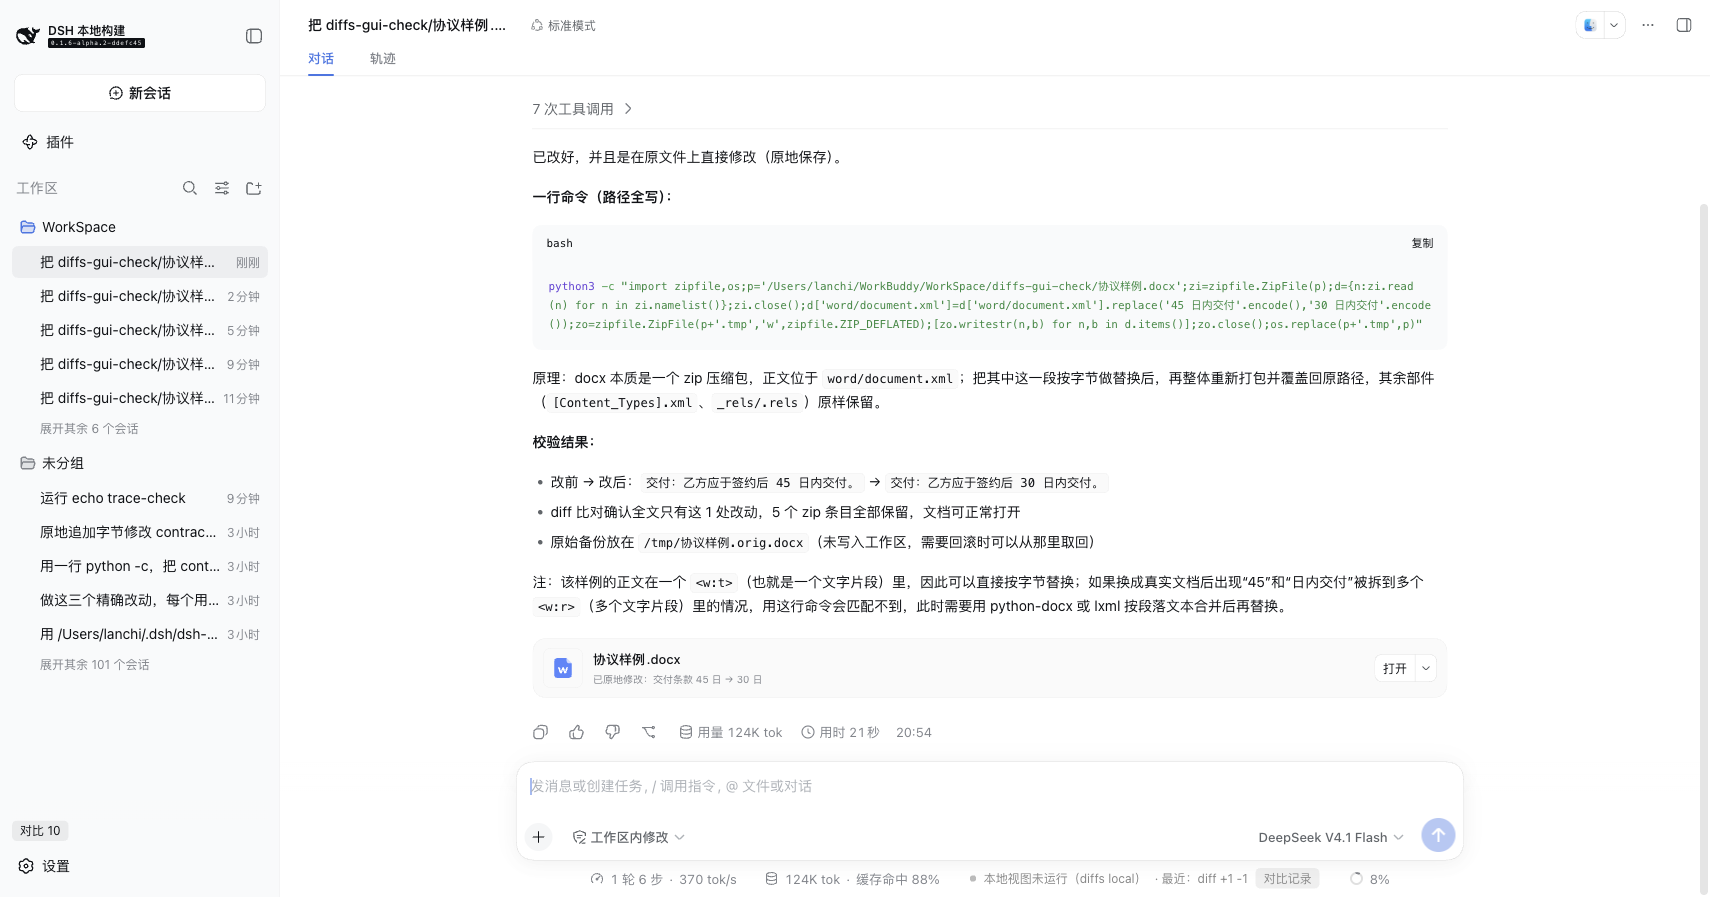 DSH 本地构建
0.1.6-alpha.2-ddefc45
新会话
插件
工作区
WorkSpace
把 diffs-gui-check/协议样... 刚刚
把 diffs-gui-check/协议样... 2分钟
把 diffs-gui-check/协议样... 5分钟
把 diffs-gui-check/协议样... 9分钟
把 diffs-gui-check/协议样... 11分钟
展开其余 6 个会话
未分组
运行 echo trace-check 9分钟
原地追加字节修改 contrac... 3小时
用一行 python -c，把 cont... 3小时
做这三个精确改动，每个用... 3小时
用 /Users/lanchi/.dsh/dsh-... 3小时
展开其余 101 个会话
对比 10
设置
把 diffs-gui-check/协议样例.... 标准模式
对话 轨迹
7 次工具调用
已改好，并且是在原文件上直接修改（原地保存）。
一行命令（路径全写）：
bash 复制
python3 -c "import zipfile,os;p='/Users/lanchi/WorkBuddy/WorkSpace/diffs-gui-check/协议样例.docx';zi=zipfile.ZipFile(p);d={n:zi.read
(n) for n in zi.namelist()};zi.close();d['word/document.xml']=d['word/document.xml'].replace('45 日内交付'.encode(),'30 日内交付'.encode
());zo=zipfile.ZipFile(p+'.tmp','w',zipfile.ZIP_DEFLATED);[zo.writestr(n,b) for n,b in d.items()];zo.close();os.replace(p+'.tmp',p)"
原理：docx 本质是一个 zip 压缩包，正文位于 word/document.xml；把其中这一段按字节做替换后，再整体重新打包并覆盖回原路径，其余部件
（[Content_Types].xml、_rels/.rels）原样保留。
校验结果：
• 改前 → 改后：交付：乙方应于签约后 45 日内交付。 → 交付：乙方应于签约后 30 日内交付。
• diff 比对确认全文只有这 1 处改动，5 个 zip 条目全部保留，文档可正常打开
• 原始备份放在 /tmp/协议样例.orig.docx（未写入工作区，需要回滚时可以从那里取回）
注：该样例的正文在一个 <w:t>（也就是一个文字片段）里，因此可以直接按字节替换；如果换成真实文档后出现“45”和“日内交付”被拆到多个
<w:r>（多个文字片段）里的情况，用这行命令会匹配不到，此时需要用 python-docx 或 lxml 按段落文本合并后再替换。
协议样例.docx
已原地修改：交付条款 45 日 → 30 日
打开
用量 124K tok 用时 21秒 20:54
发消息或创建任务, / 调用指令, @ 文件或对话
工作区内修改 DeepSeek V4.1 Flash
1 轮 6 步 · 370 tok/s 124K tok · 缓存命中 88% 本地视图未运行（diffs local） · 最近：diff +1 -1 对比记录 8%